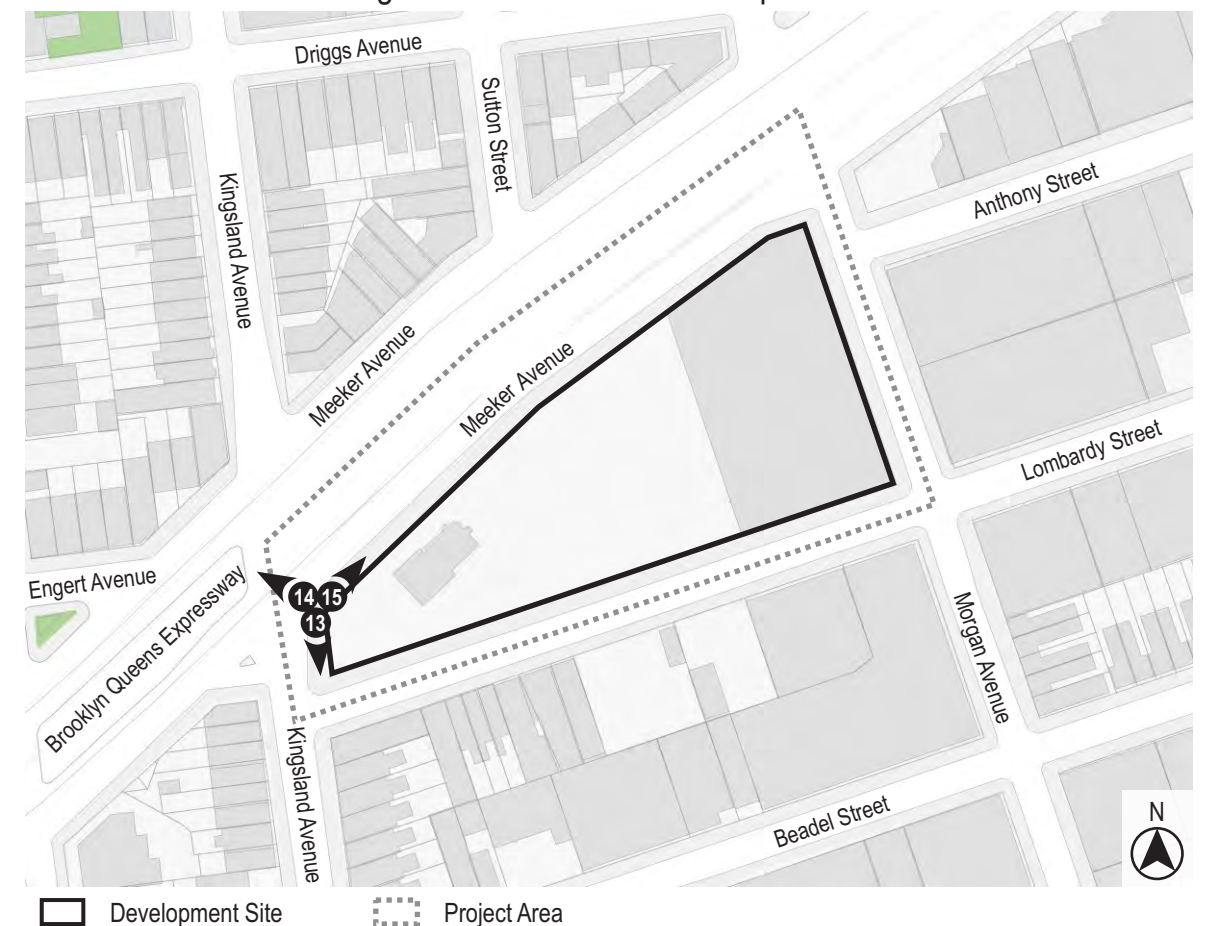 Driggs Avenue
Sutton Street
Kingsland Avenue
Anthony Street
Meeker Avenue
Meeker Avenue
Lombardy Street
Engert Avenue
Brooklyn Queens Expressway
14 15
13
Morgan Avenue
Kingsland Avenue
Beadel Street
N
Development Site
Project Area